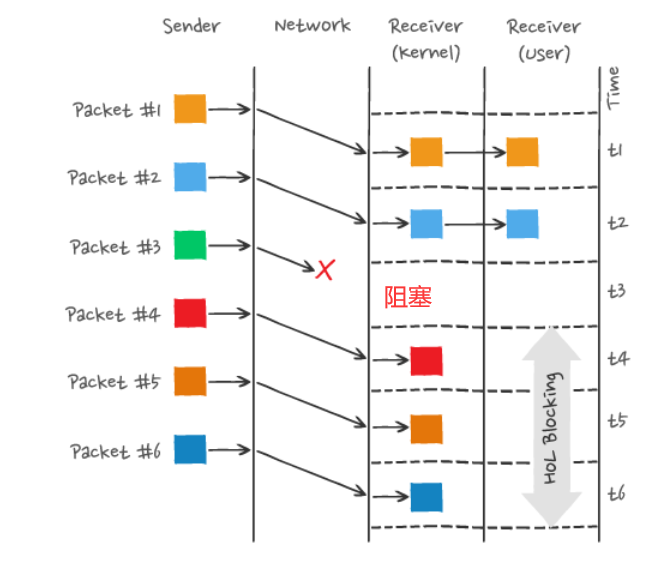 Sender
Network
Receiver
(kernel)
Receiver
(user)
Time
Packet #1
t1
Packet #2
t2
Packet #3
X
阻塞
t3
Packet #4
t4
Packet #5
t5
HoL Blocking
Packet #6
t6